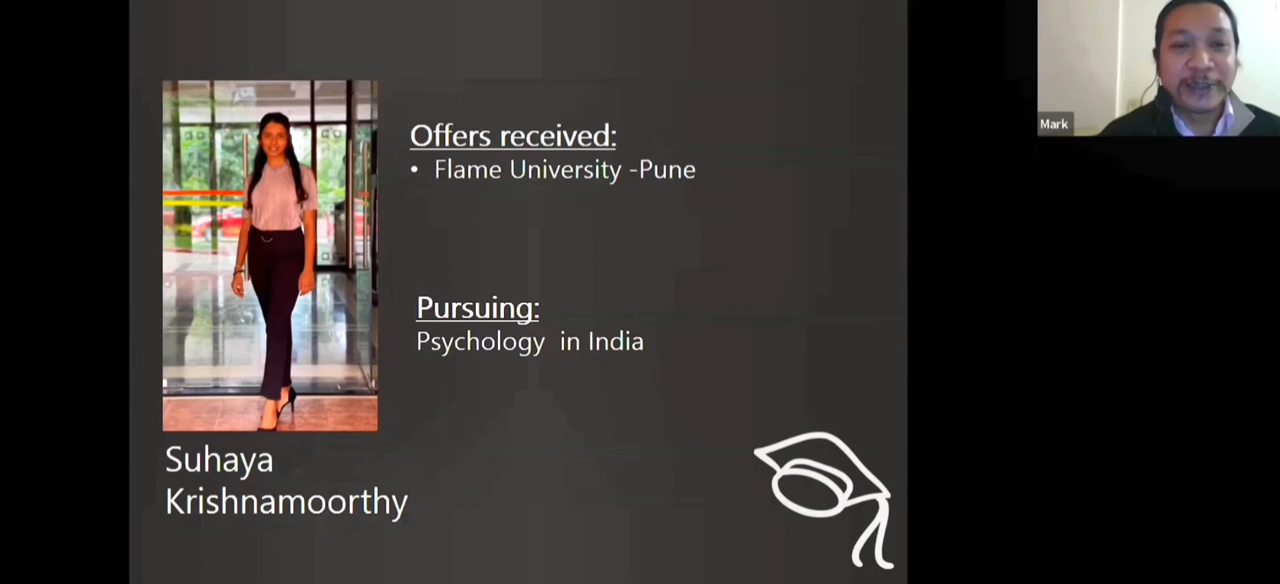 Offers received:
• Flame University -Pune
Pursuing:
Psychology  in India
Suhaya
Krishnamoorthy
Mark